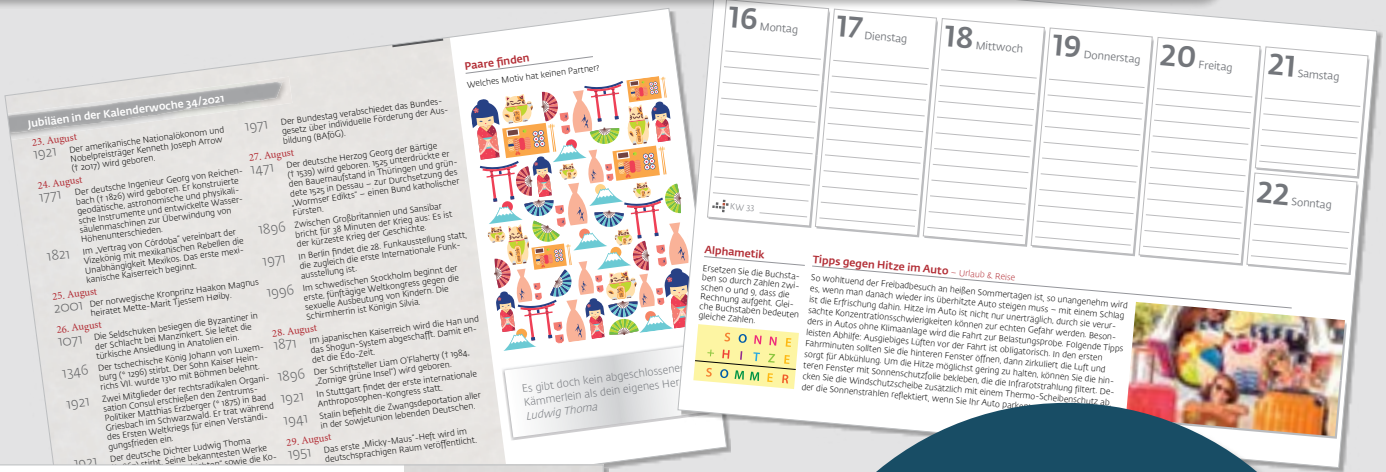 Jubiläen in der Kalenderwoche 34/2021
23. August
1921 Der amerikanische Nationalökonom und
Nobelpreisträger Kenneth Joseph Arrow
(† 2017) wird geboren.
24. August
1771 Der deutsche Ingenieur Georg von Reichen-
bach († 1826) wird geboren. Er konstruierte
geodätische, astronomische und physikali-
sche Instrumente und entwickelte Wasser-
säulenmaschinen zur Überwindung von
Höhenunterschieden.
1821 Im „Vertrag von Córdoba" vereinbart der
Vizekönig mit mexikanischen Rebellen die
Unabhängigkeit Mexikos. Das erste mexi-
kanische Kaiserreich beginnt.
25. August
2001 Der norwegische Kronprinz Haakon Magnus
heiratet Mette-Marit Tjessem Høiby.
26. August
1071 Die Seldschuken besiegen die Byzantiner in
der Schlacht bei Manzikert. Sie leitet die
türkische Ansiedlung in Anatolien ein.
1346 Der tschechische König Johann von Luxem-
burg (* 1296) stirbt. Der Sohn Kaiser Hein-
richs VII. wurde 1310 mit Böhmen belehnt.
1921 Zwei Mitglieder der rechtsradikalen Organi-
sation Consul erschießen den Zentrums-
Politiker Matthias Erzberger (* 1875) in Bad
Griesbach im Schwarzwald. Er trat während
des Ersten Weltkriegs für einen Verständi-
gungsfrieden ein.
1921 Der deutsche Dichter Ludwig Thoma
stirbt. Seine bekanntesten Werke
sowie die Ko-
1971 Der Bundestag verabschiedet das Bundes-
gesetz über individuelle Förderung der Aus-
bildung (BAföG).
27. August
1471 Der deutsche Herzog Georg der Bärtige
(† 1539) wird geboren. 1525 unterdrückte er
den Bauernaufstand in Thüringen und grün-
dete 1525 in Dessau – zur Durchsetzung des
„Wormser Edikts" – einen Bund katholischer
Fürsten.
1896 Zwischen Großbritannien und Sansibar
bricht für 38 Minuten der Krieg aus: Es ist
der kürzeste Krieg der Geschichte.
1971 In Berlin findet die 28. Funkausstellung statt,
die zugleich die erste Internationale Funk-
ausstellung ist.
1996 Im schwedischen Stockholm beginnt der
erste, fünftägige Weltkongress gegen die
sexuelle Ausbeutung von Kindern. Die
Schirmherrin ist Königin Silvia.
28. August
1871 Im japanischen Kaiserreich wird die Han und
das Shogun-System abgeschafft. Damit en-
det die Edo-Zeit.
1896 Der Schriftsteller Liam O'Flaherty († 1984,
„Zornige grüne Insel") wird geboren.
1921 In Stuttgart findet der erste internationale
Anthroposophen-Kongress statt.
1941 Stalin befiehlt die Zwangsdeportation aller
in der Sowjetunion lebenden Deutschen.
29. August
1951 Das erste „Micky-Maus"-Heft wird im
deutschsprachigen Raum veröffentlicht.
Paare finden
Welches Motiv hat keinen Partner?
Es gibt doch kein abgeschlossene
Kämmerlein als dein eigenes Her
Ludwig Thoma
16 Montag
17 Dienstag
18 Mittwoch
19 Donnerstag
20 Freitag
21 Samstag
22 Sonntag
KW 33
Alphametik
Ersetzen Sie die Buchsta-
ben so durch Zahlen zwi-
schen 0 und 9, dass die
Rechnung aufgeht. Glei-
che Buchstaben bedeuten
gleiche Zahlen.
SONNE
+HITZE
SOMMER
Tipps gegen Hitze im Auto – Urlaub & Reise
So wohltuend der Freibadbesuch an heißen Sommertagen ist, so unangenehm wird
es, wenn man danach wieder ins überhitzte Auto steigen muss – mit einem Schlag
ist die Erfrischung dahin. Hitze im Auto ist nicht nur unerträglich, durch sie verur-
sachte Konzentrationsschwierigkeiten können zur echten Gefahr werden. Beson-
ders in Autos ohne Klimaanlage wird die Fahrt zur Belastungsprobe. Folgende Tipps
leisten Abhilfe: Ausgiebiges Lüften vor der Fahrt ist obligatorisch. In den ersten
Fahrminuten sollten Sie die hinteren Fenster öffnen, dann zirkuliert die Luft und
sorgt für Abkühlung. Um die Hitze möglichst gering zu halten, können Sie die hin-
teren Fenster mit Sonnenschutzfolie bekleben, die die Infrarotstrahlung filtert. De-
cken Sie die Windschutzscheibe zusätzlich mit einem Thermo-Scheibenschutz ab,
der die Sonnenstrahlen reflektiert, wenn Sie Ihr Auto parken